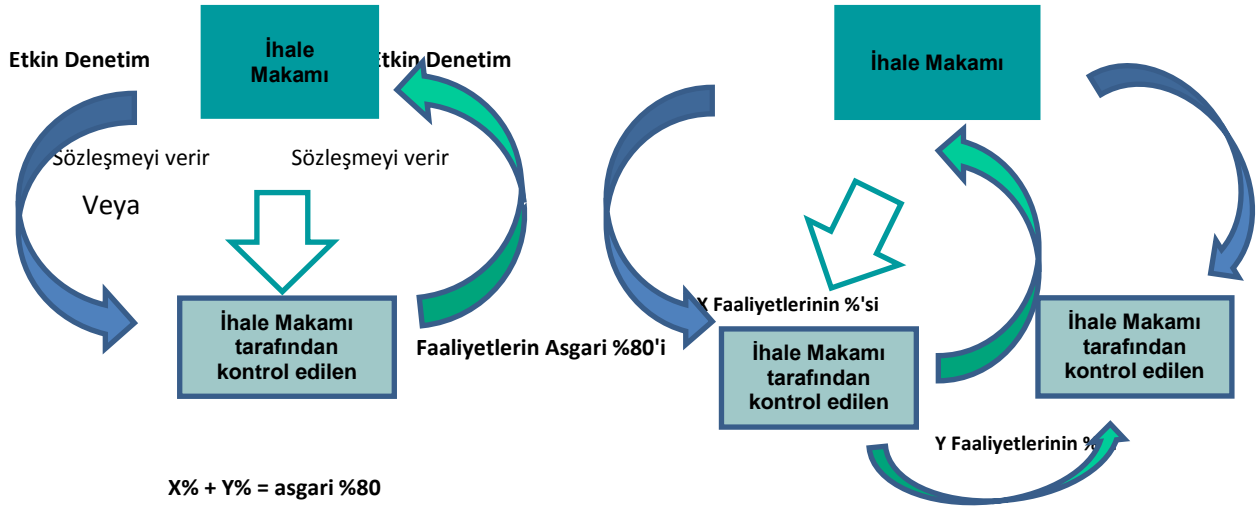 İhale
Makamı
Etkin Denetim
Etkin Denetim
Sözleşmeyi verir
Sözleşmeyi verir
Veya
İhale Makamı
tarafından
kontrol edilen
Faaliyetlerin Asgari %80'i
X% + Y% = asgari %80
İhale Makamı
X Faaliyetlerinin %'si
İhale Makamı
tarafından
kontrol edilen
İhale Makamı
tarafından
kontrol edilen
Y Faaliyetlerinin %